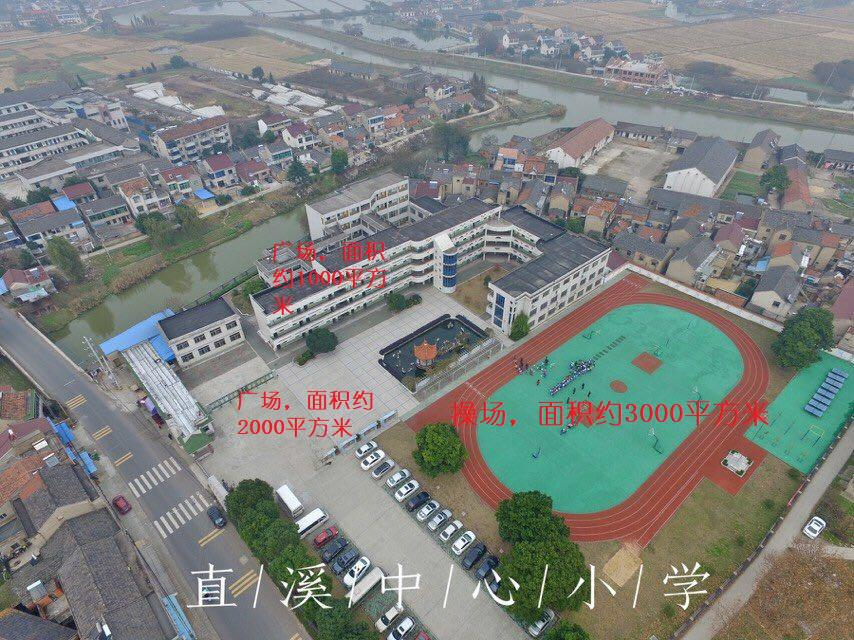 广场，面积
约1000平方
米
广场，面积约
2000平方米
操场，面积约3000平方米
直/溪/中/心/小/学/